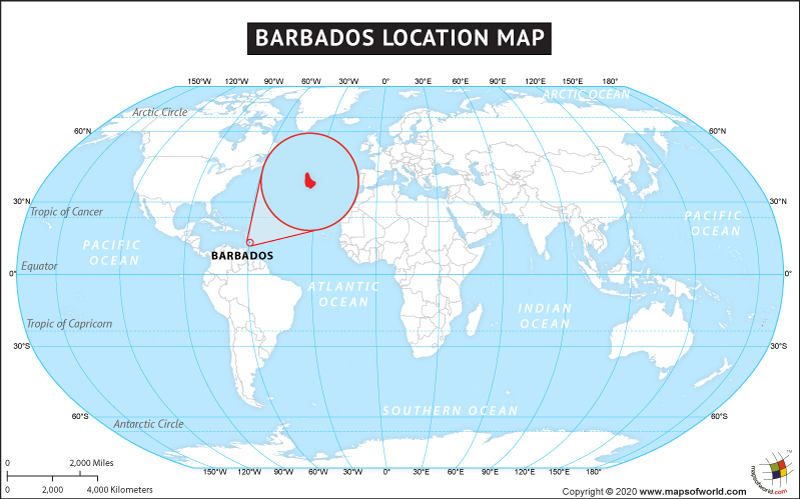 BARBADOS LOCATION MAP
150°W 120°W 90°W 60°W 30°W 0° 30°E 60°E 90°E 120°E 150°E 180°
ARCTIC OCEAN
Arctic Circle
60°N 60°N
30°N 30°N
Tropic of Cancer
PACIFIC
OCEAN
PACIFIC
OCEAN
BARBADOS
Equator
0° 0°
ATLANTIC
OCEAN
INDIAN
OCEAN
Tropic of Capricorn
30°S 30°S
SOUTHERN OCEAN
60°S 60°S
Antarctic Circle
150°W 120°W 90°W 60°W 30°W 0° 30°E 60°E 90°E 120°E 150°E 180°
0 2,000 Miles
0 2,000 4,000 Kilometers
mapsofworld.com
TM
Copyright © 2020 www.mapsofworld.com